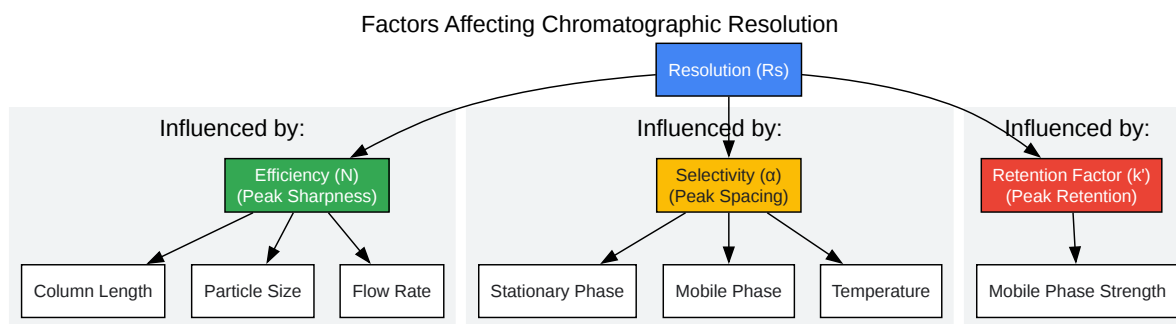 Factors Affecting Chromatographic Resolution
Resolution (Rs)
Influenced by:
Influenced by:
Influenced by:
Efficiency (N)
(Peak Sharpness)
Selectivity (α)
(Peak Spacing)
Retention Factor (k')
(Peak Retention)
Column Length
Particle Size
Flow Rate
Stationary Phase
Mobile Phase
Temperature
Mobile Phase Strength